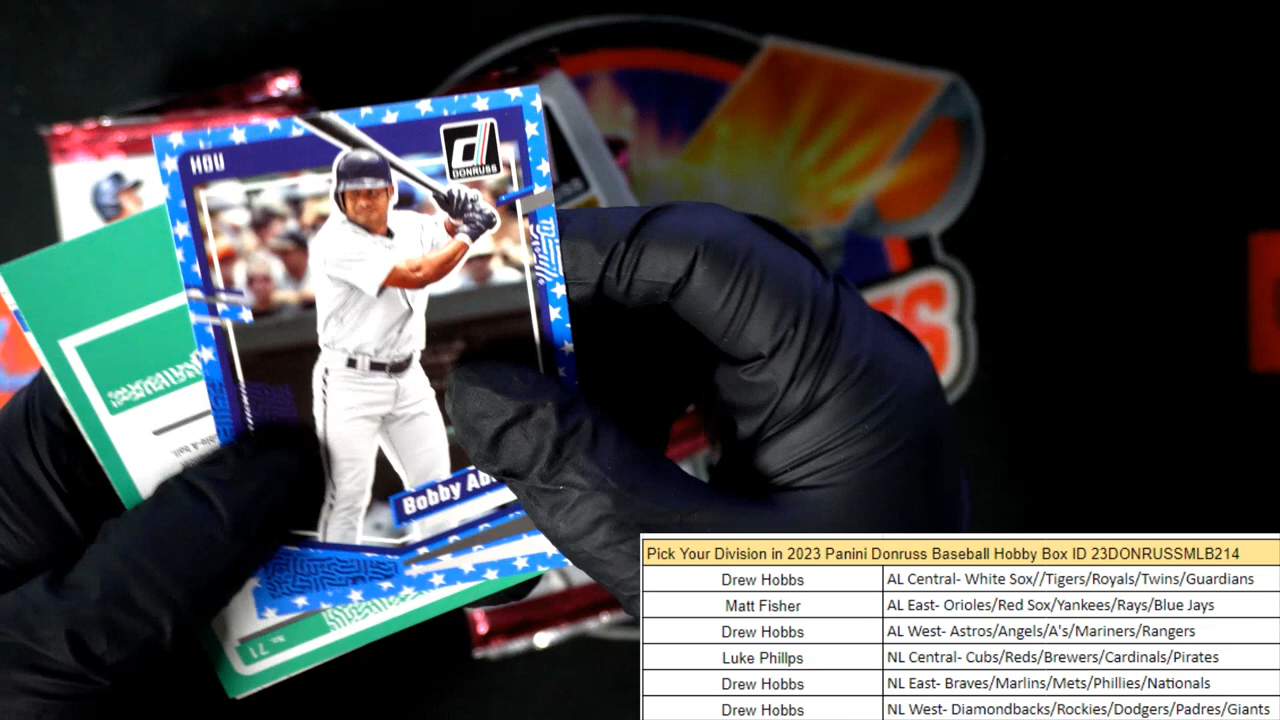 HOU
DONRUSS
Bobby
No. 71
Pick Your Division in 2023 Panini Donruss Baseball Hobby Box ID 23DONRUSSMLB214
Drew Hobbs AL Central- White Sox//Tigers/Royals/Twins/Guardians
Matt Fisher AL East- Orioles/Red Sox/Yankees/Rays/Blue Jays
Drew Hobbs AL West- Astros/Angels/A's/Mariners/Rangers
Luke Phillps NL Central- Cubs/Reds/Brewers/Cardinals/Pirates
Drew Hobbs NL East- Braves/Marlins/Mets/Phillies/Nationals
Drew Hobbs NL West- Diamondbacks/Rockies/Dodgers/Padres/Giants